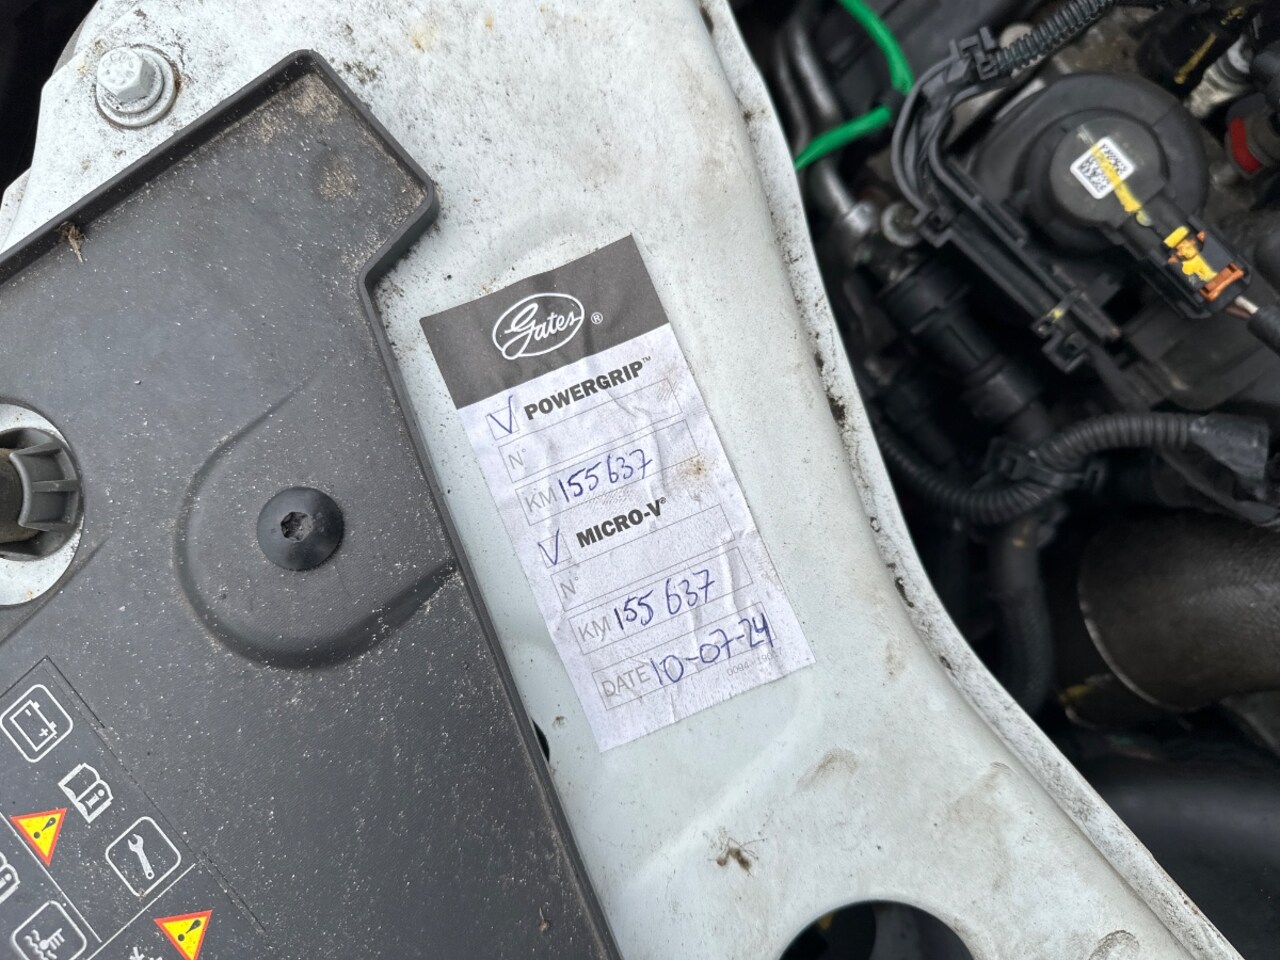 Gates®
POWERGRIP™
N°
KM 155637
MICRO-V®
N°
KM 155637
DATE 10-07-24